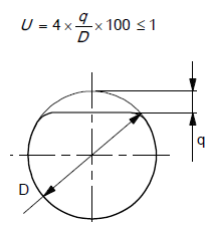 U = 4 × q/D × 100 ≤ 1
q
D